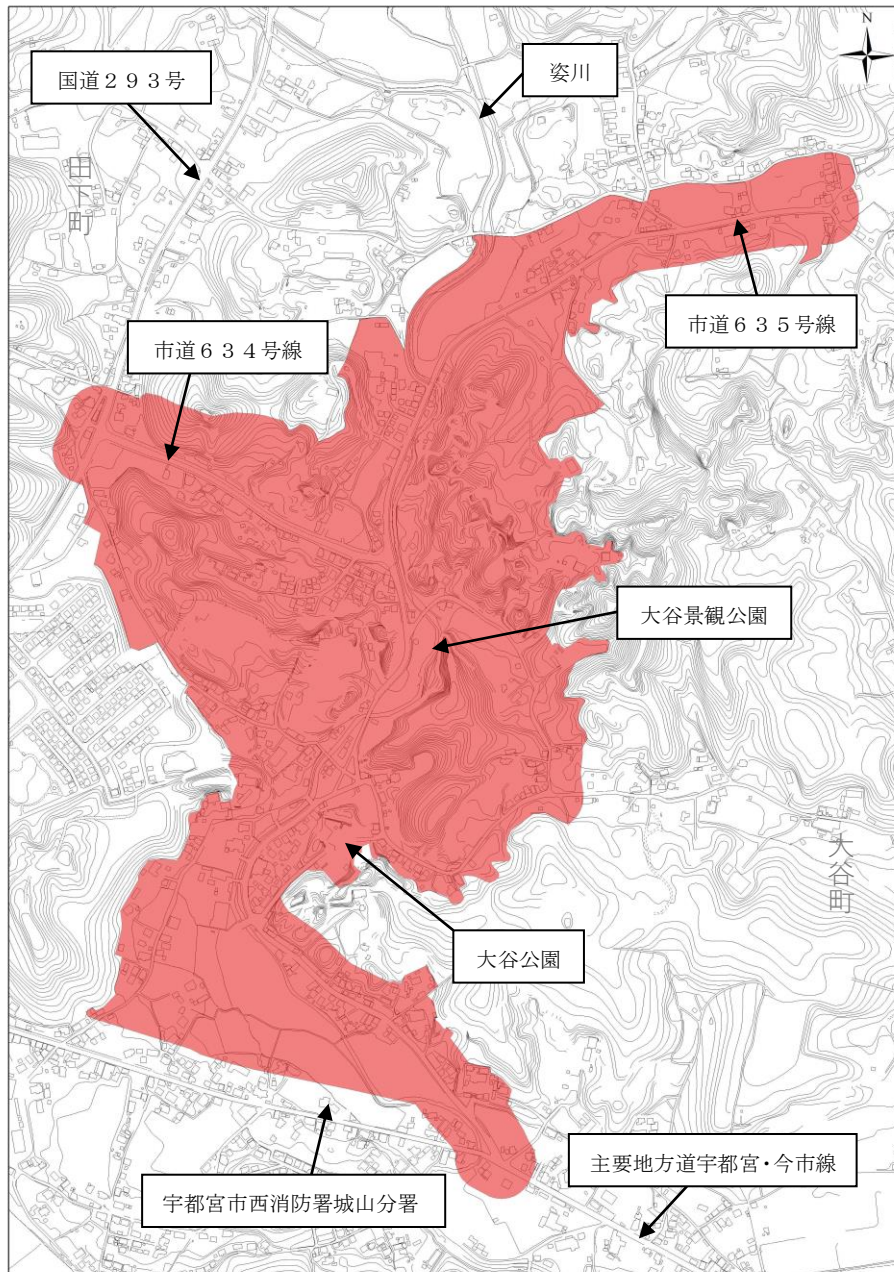 N
国道２９３号
姿川
田下町
市道６３５号線
市道６３４号線
大谷景観公園
大谷町
大谷公園
主要地方道宇都宮・今市線
宇都宮市西消防署城山分署